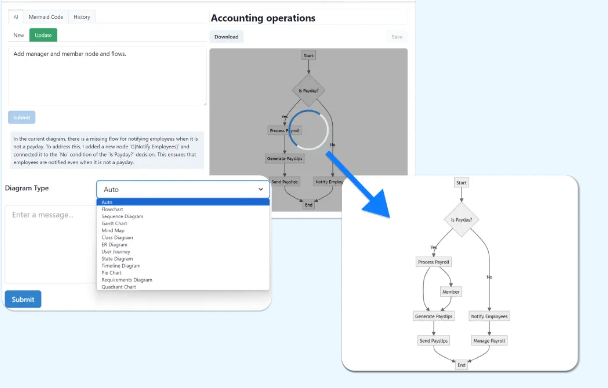 AI Mermaid Code History
New Update
Add manager and member node and flows.
Submit
In the current diagram, there is a missing flow for notifying employees when it is
not a payday. To address this, I added a new node 'G[Notify Employees]' and
connected it to the 'No' condition of the 'Is Payday?' decision. This ensures that
employees are notified even when it is not a payday.
Diagram Type
Auto
Auto
Flowchart
Sequence Diagram
Gantt Chart
Mind Map
Class Diagram
ER Diagram
User Journey
State Diagram
Timeline Diagram
Pie Chart
Requirements Diagram
Quadrant Chart
Enter a message..
Submit
Accounting operations
Download Save
Start
Is Payday?
Yes
Process Payroll
No
Generate Payslips
Send Payslips Notify Employ
End
Start
Is Payday?
Yes
Process Payroll
No
Member
Generate Payslips Notify Employees
Send Payslips Manage Payroll
End